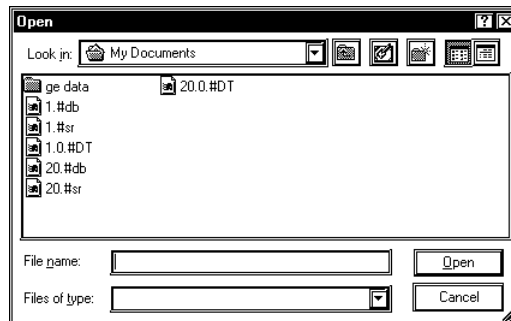 Open
Look in: My Documents
ge data
1.#db
1.#sr
1.0.#DT
20.#db
20.#sr
20.0.#DT
File name:
Open
Files of type:
Cancel